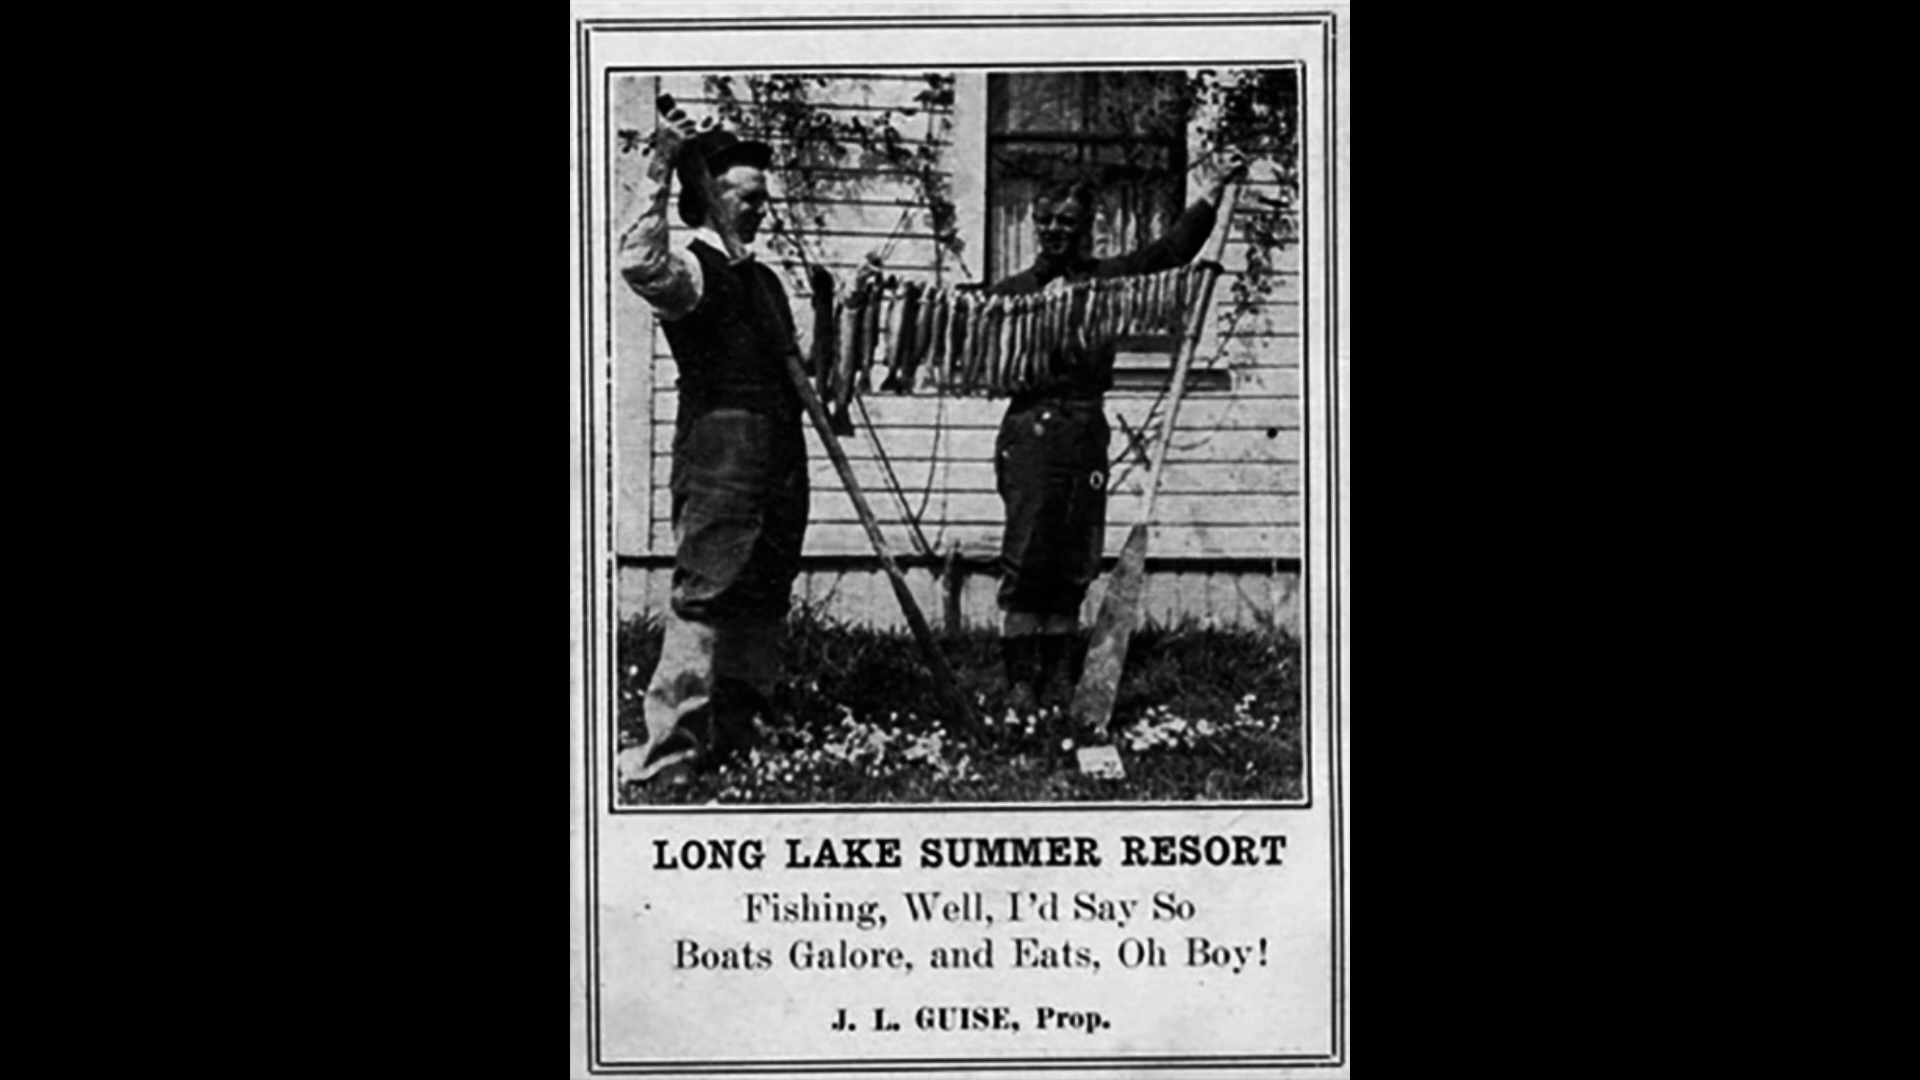 LONG LAKE SUMMER RESORT
Fishing, Well, I'd Say So
Boats Galore, and Eats, Oh Boy!
J. L. GUISE, Prop.